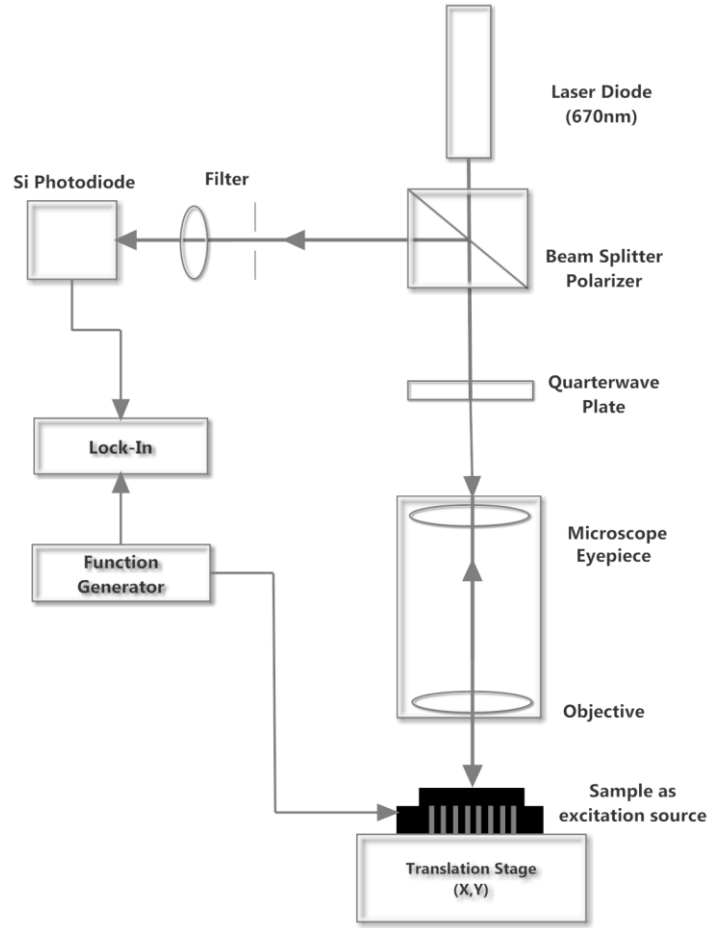 Laser Diode
(670nm)
Si Photodiode
Filter
Beam Splitter
Polarizer
Quarterwave
Plate
Lock-In
Microscope
Eyepiece
Function
Generator
Objective
Sample as
excitation source
Translation Stage
(X,Y)